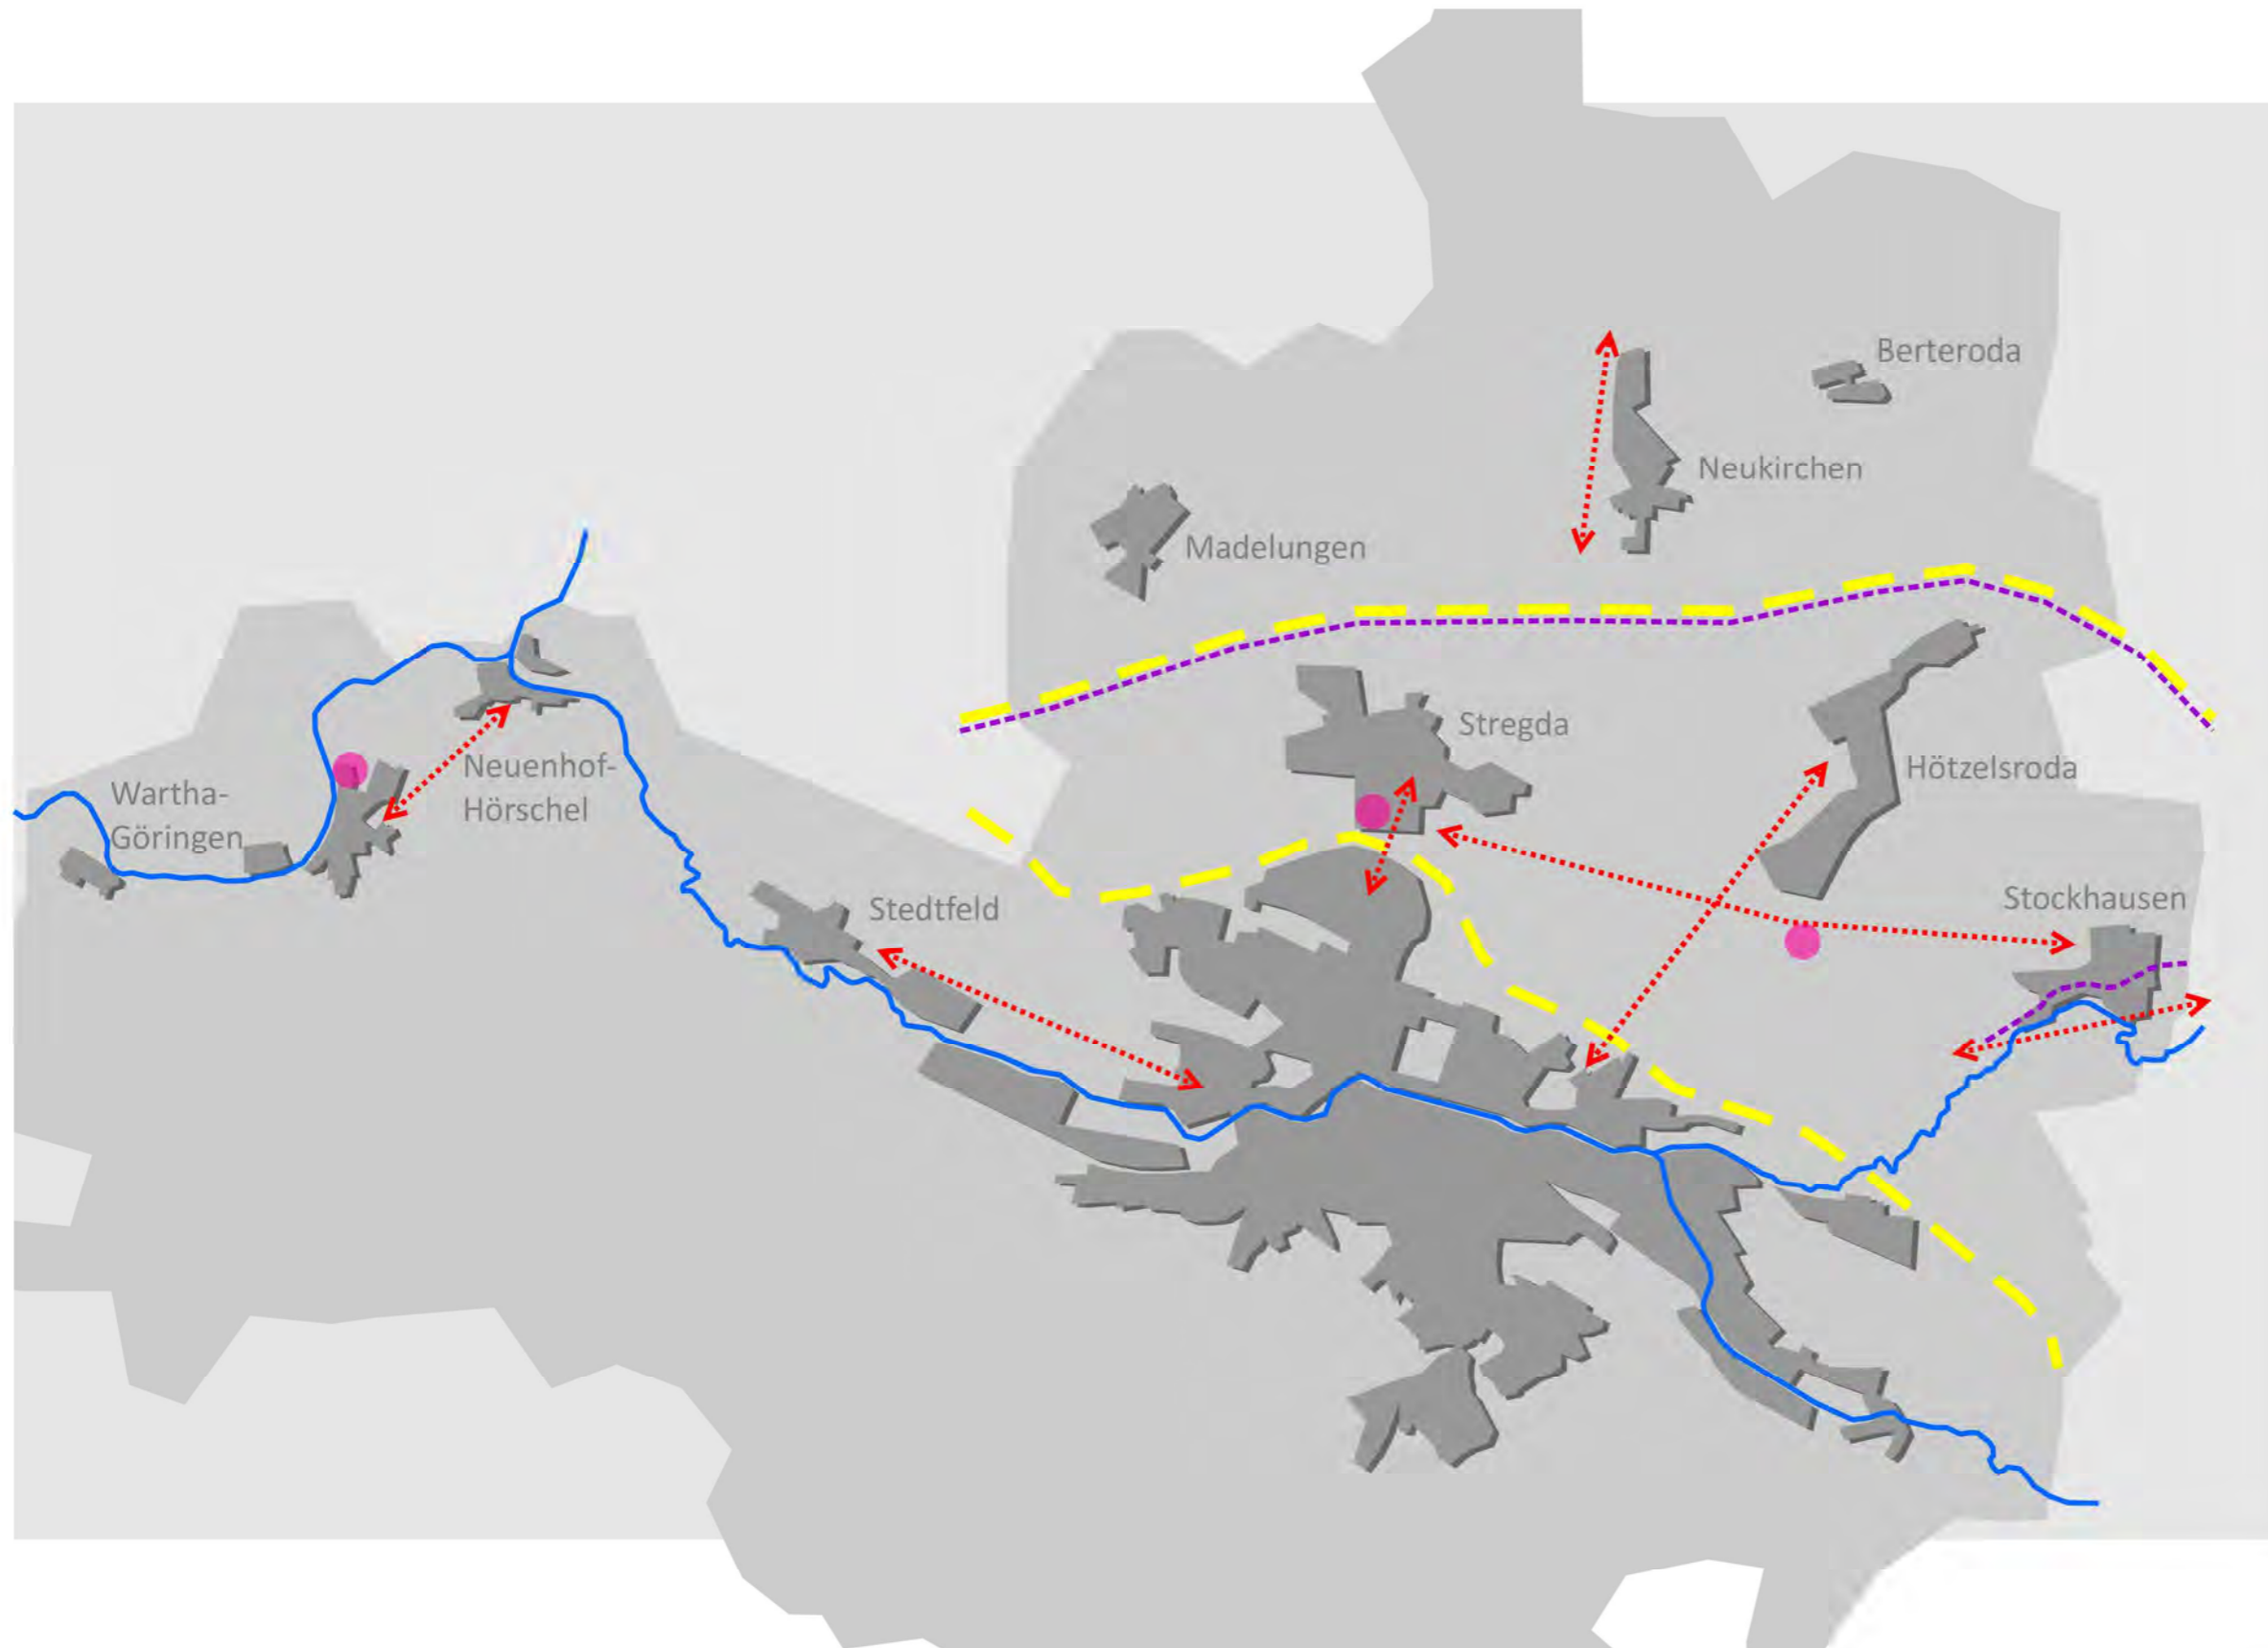 Berteroda
Neukirchen
Madelungen
Stregda
Hötzelsroda
Neuenhof-
Hörschel
Wartha-
Göringen
Stedtfeld
Stockhausen